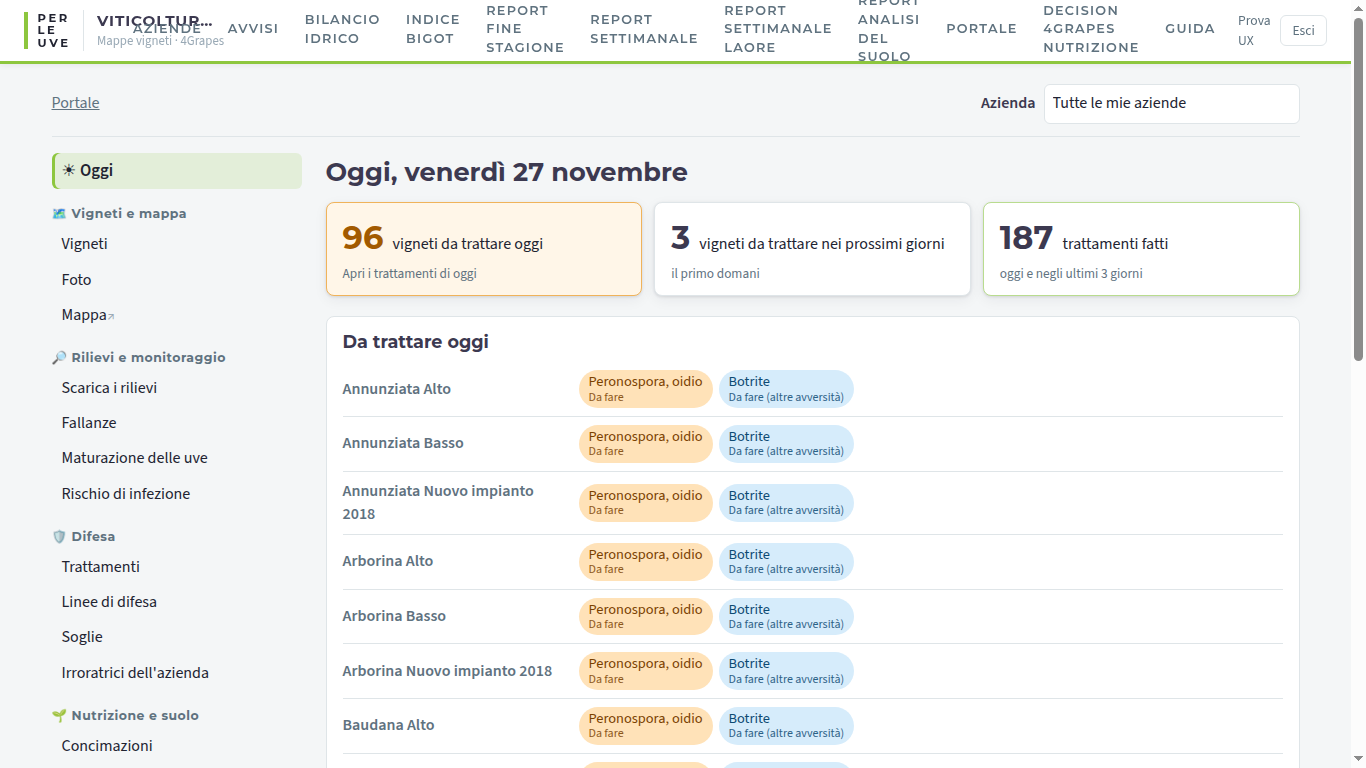 PER
LE
UVE
VITICOLTUR…
Mappe vigneti · 4Grapes
AZIENDE
AVVISI
BILANCIO
IDRICO
INDICE
BIGOT
REPORT
FINE
STAGIONE
REPORT
SETTIMANALE
REPORT
SETTIMANALE
LAORE
REPORT
ANALISI
DEL
SUOLO
PORTALE
DECISION
4GRAPES
NUTRIZIONE
GUIDA
Prova
UX
Esci
Portale
Azienda
Tutte le mie aziende
Oggi
Vigneti e mappa
Vigneti
Foto
Mappa
Rilievi e monitoraggio
Scarica i rilievi
Fallanze
Maturazione delle uve
Rischio di infezione
Difesa
Trattamenti
Linee di difesa
Soglie
Irroratrici dell'azienda
Nutrizione e suolo
Concimazioni
Oggi, venerdì 27 novembre
96 vigneti da trattare oggi
Apri i trattamenti di oggi
3 vigneti da trattare nei prossimi giorni
il primo domani
187 trattamenti fatti
oggi e negli ultimi 3 giorni
Da trattare oggi
Annunziata Alto
Peronospora, oidio
Da fare
Botrite
Da fare (altre avversità)
Annunziata Basso
Peronospora, oidio
Da fare
Botrite
Da fare (altre avversità)
Annunziata Nuovo impianto
2018
Peronospora, oidio
Da fare
Botrite
Da fare (altre avversità)
Arborina Alto
Peronospora, oidio
Da fare
Botrite
Da fare (altre avversità)
Arborina Basso
Peronospora, oidio
Da fare
Botrite
Da fare (altre avversità)
Arborina Nuovo impianto 2018
Peronospora, oidio
Da fare
Botrite
Da fare (altre avversità)
Baudana Alto
Peronospora, oidio
Da fare
Botrite
Da fare (altre avversità)